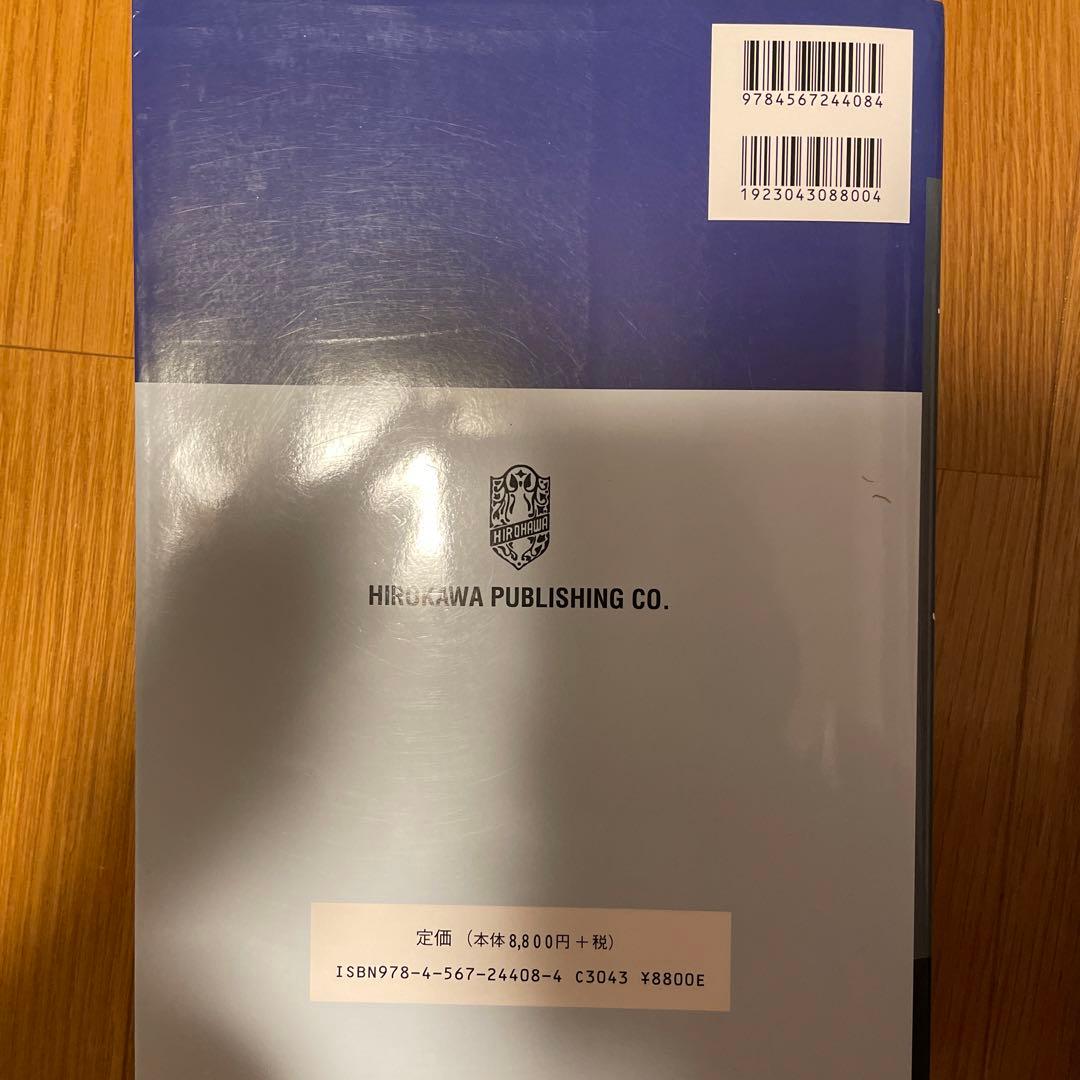 9784567244084
1923043088004
HIROKAWA
HIROKAWA PUBLISHING CO.
定価（本体8,800円＋税）
ISBN978-4-567-24408-4 C3043 ¥8800E